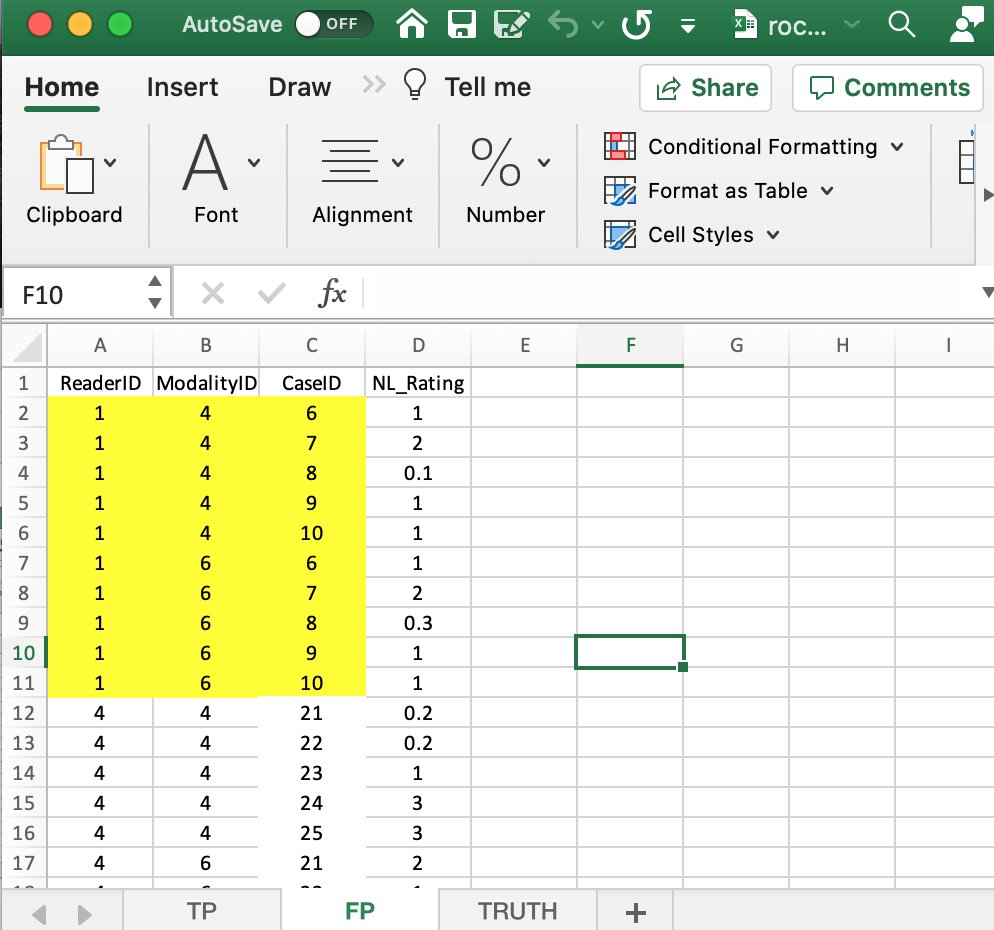 AutoSave OFF roc...
Home Insert Draw Tell me Share Comments
Clipboard Font Alignment Number
Conditional Formatting
Format as Table
Cell Styles
F10 fx
A B C D E F G H I
1 ReaderID ModalityID CaseID NL_Rating
2 1 4 6 1
3 1 4 7 2
4 1 4 8 0.1
5 1 4 9 1
6 1 4 10 1
7 1 6 6 1
8 1 6 7 2
9 1 6 8 0.3
10 1 6 9 1
11 1 6 10 1
12 4 4 21 0.2
13 4 4 22 0.2
14 4 4 23 1
15 4 4 24 3
16 4 4 25 3
17 4 6 21 2
TP FP TRUTH +